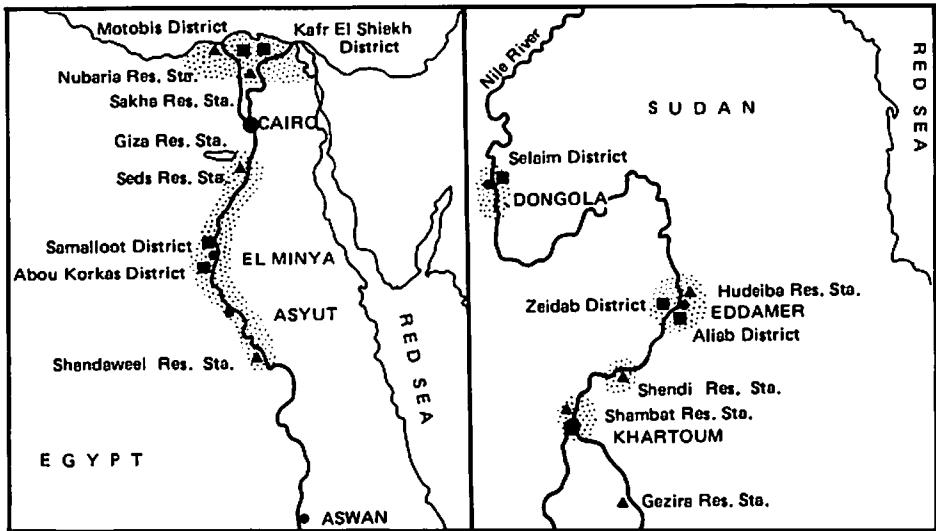 Motobis District
Kafr El Shiekh
District
Nubaria Res. Sta.
Sakha Res. Sta.
CAIRO
Giza Res. Sta.
Seds Res. Sta.
Samalloot District
EL MINYA
Abou Korkas District
ASYUT
Shandaweel Res. Sta.
RED SEA
EGYPT
ASWAN
Nile River
RED SEA
SUDAN
Selaim District
DONGOLA
Zeidab District
Hudeiba Res. Sta.
EDDAMER
Aliab District
Shendi Res. Sta.
Shambat Res. Sta.
KHARTOUM
Gezira Res. Sta.